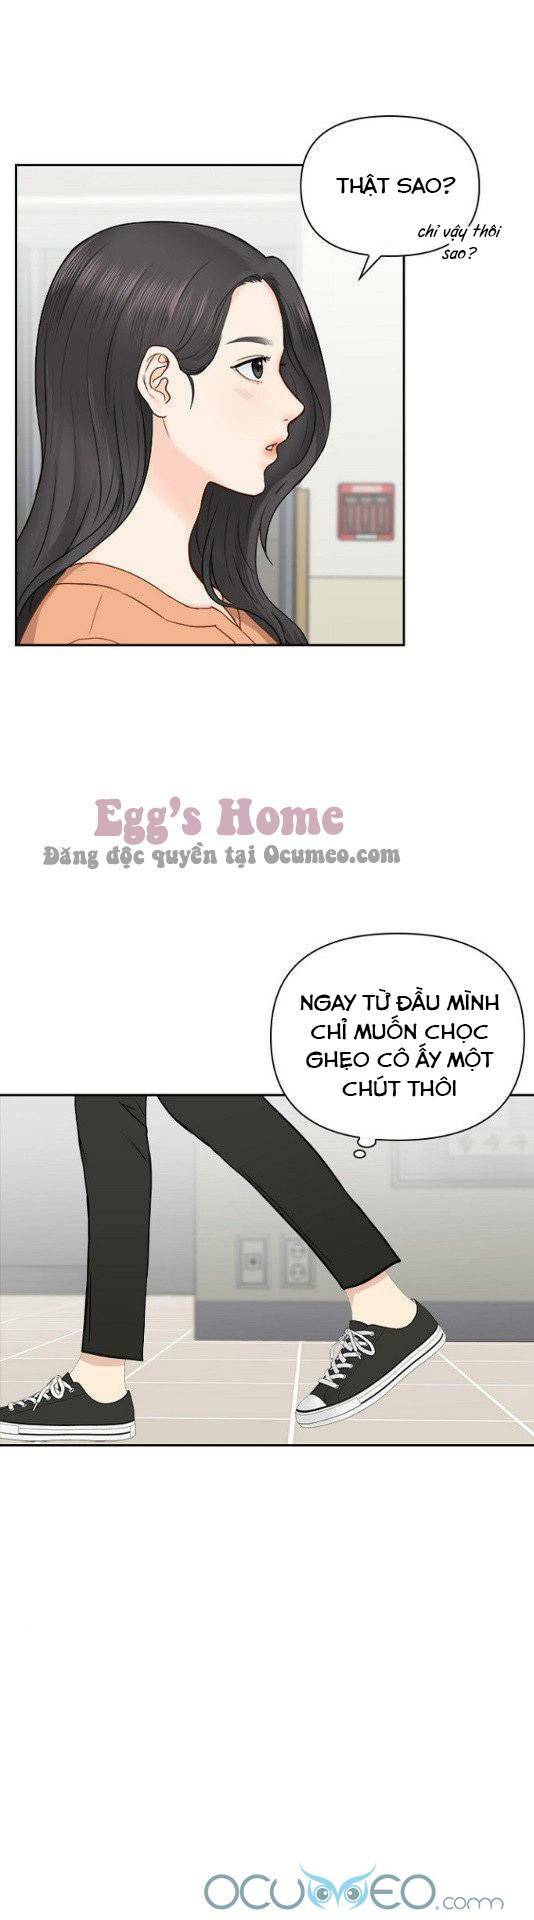 THẬT SAO?
chỉ vậy thôi
sao?
Egg's Home
Đăng độc quyền tại Ocumeo.com
NGAY TỪ ĐẦU MÌNH
CHỈ MUỐN CHỌC
GHẸO CÔ ẤY MỘT
CHÚT THÔI
OCUMEO.comm